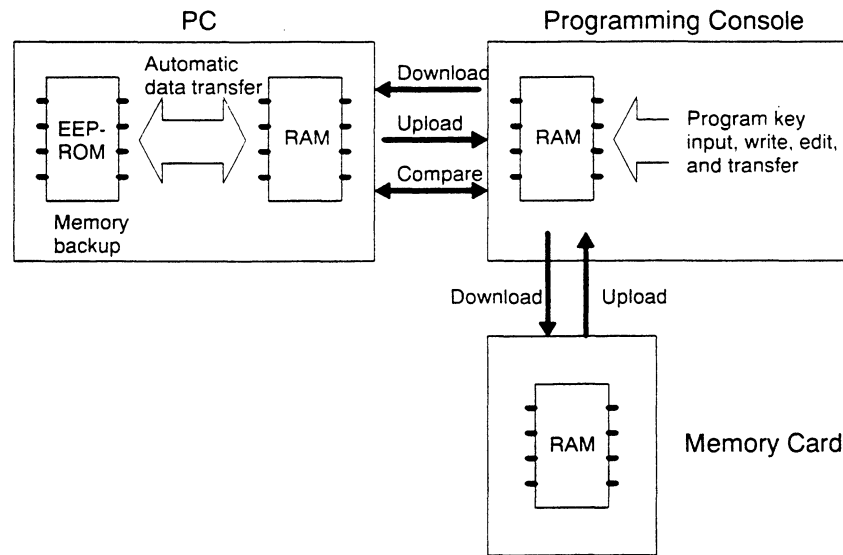 PC
Programming Console
Automatic
data transfer
EEP-
ROM
RAM
Memory
backup
Download
Upload
Compare
RAM
Program key
input, write, edit,
and transfer
Download
Upload
RAM
Memory Card